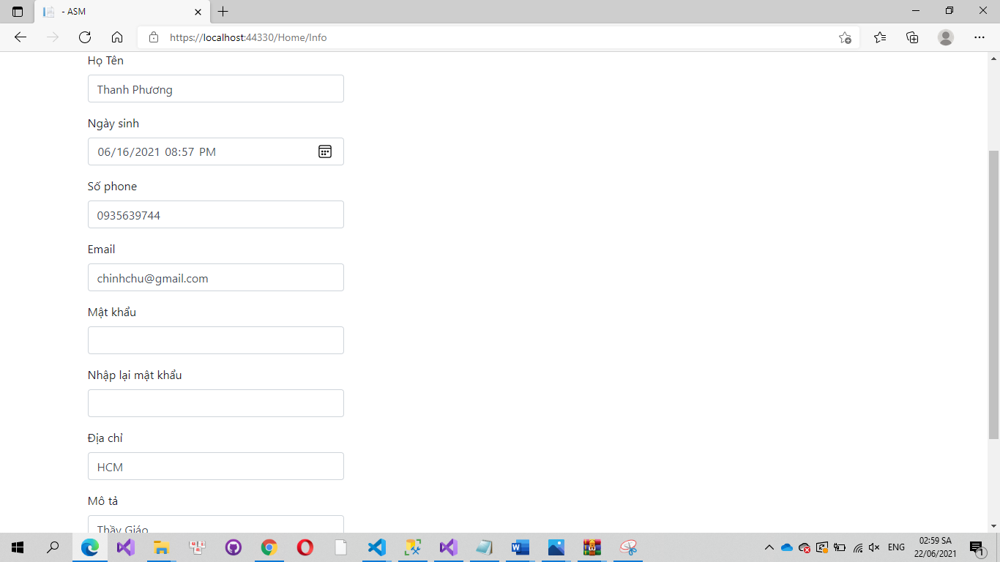 - ASM
https://localhost:44330/Home/Info
Họ Tên
Thanh Phương
Ngày sinh
06/16/2021 08:57 PM
Số phone
0935639744
Email
chinhchu@gmail.com
Mật khẩu
Nhập lại mật khẩu
Địa chỉ
HCM
Mô tả
Thầy Giáo
ENG
02:59 SA
22/06/2021
1